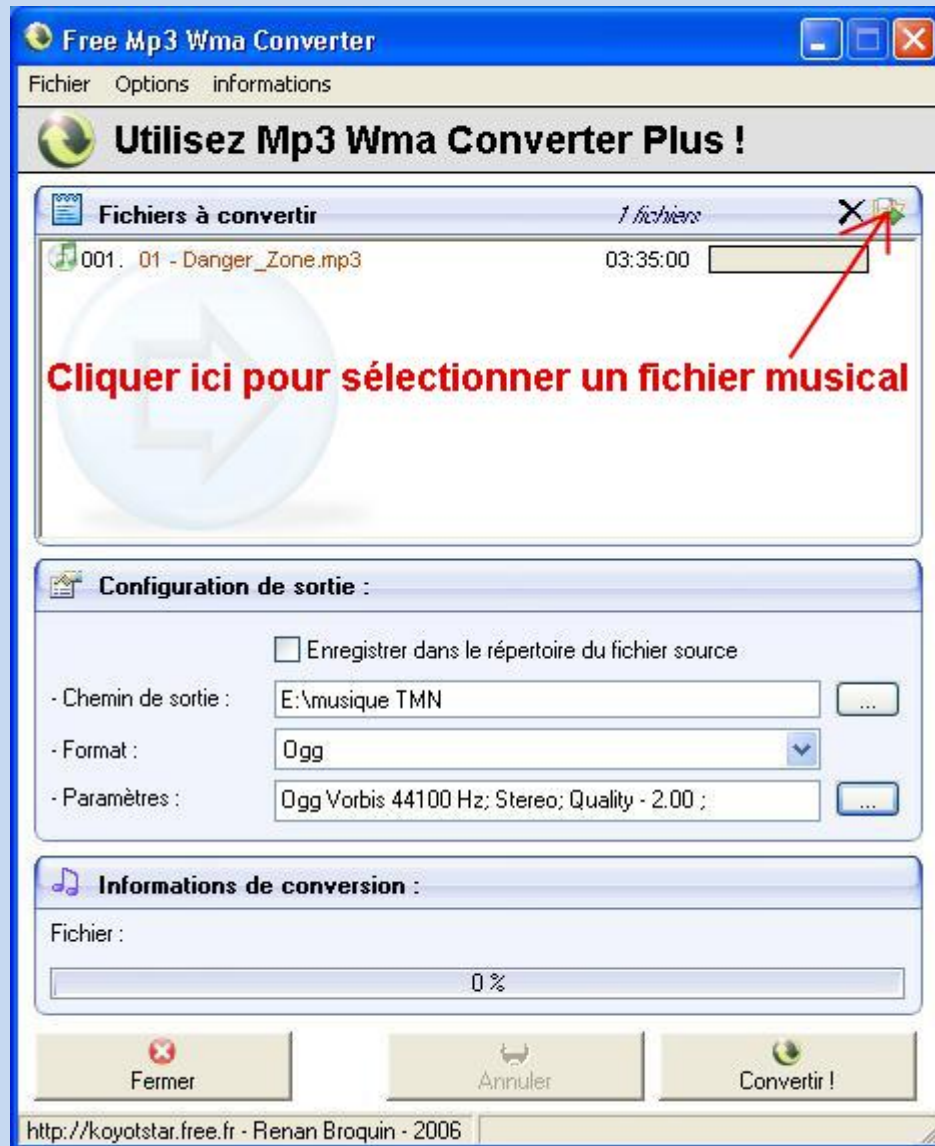 Free Mp3 Wma Converter
Fichier Options informations
Utilisez Mp3 Wma Converter Plus !
Fichiers à convertir 1 fichiers
001. 01 - Danger_Zone.mp3 03:35:00
Cliquer ici pour sélectionner un fichier musical
Configuration de sortie :
Enregistrer dans le répertoire du fichier source
- Chemin de sortie : E:\musique TMN ...
- Format : Ogg
- Paramètres : Ogg Vorbis 44100 Hz; Stereo; Quality - 2.00 ; ...
Informations de conversion :
Fichier :
0 %
Fermer Annuler Convertir !
http://koyotstar.free.fr - Renan Broquin - 2006